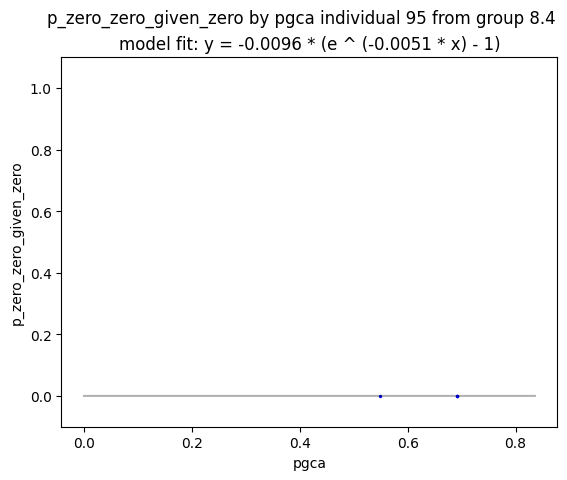 p_zero_zero_given_zero by pgca individual 95 from group 8.4
model fit: y = -0.0096 * (e ^ (-0.0051 * x) - 1)
p_zero_zero_given_zero
1.0
0.8
0.6
0.4
0.2
0.0
0.0 0.2 0.4 0.6 0.8
pgca